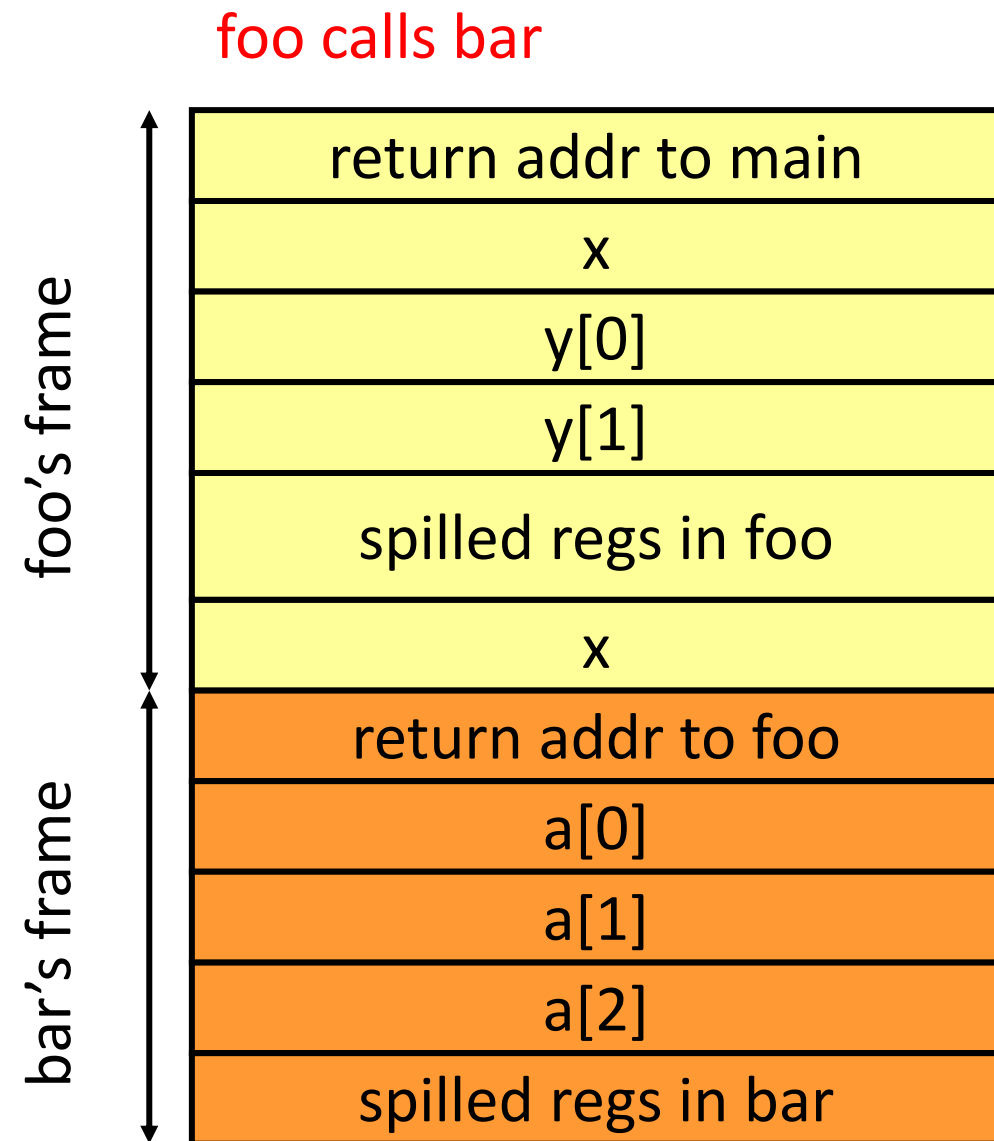 foo calls bar
foo's frame
return addr to main
x
y[0]
y[1]
spilled regs in foo
x
bar's frame
return addr to foo
a[0]
a[1]
a[2]
spilled regs in bar